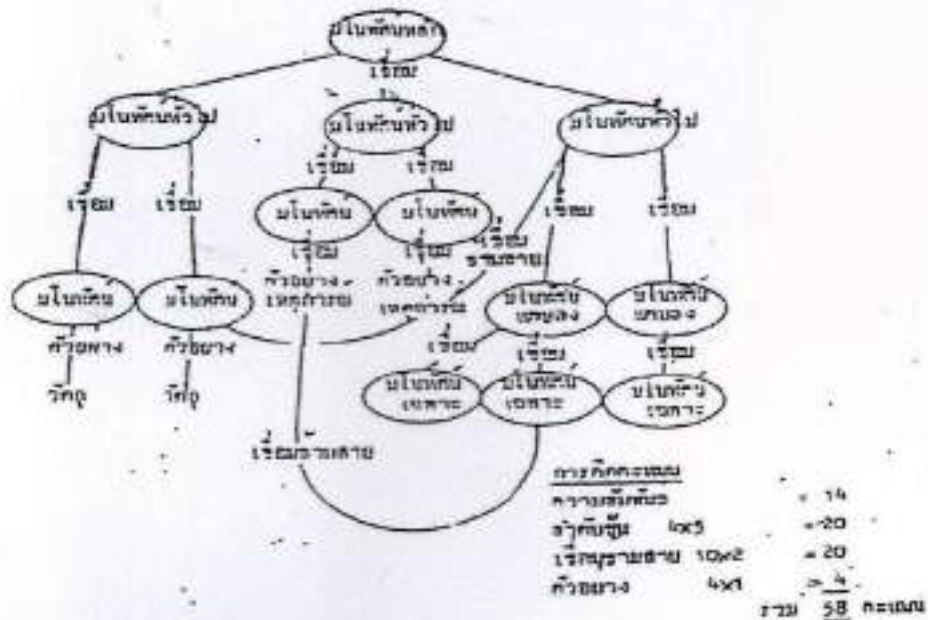 มโนทัศน์หลัก
เชื่อม
มโนทัศน์ทั่วไป มโนทัศน์ทั่วไป มโนทัศน์ทั่วไป
เชื่อม เชื่อม
เชื่อม เชื่อม เชื่อม เชื่อม
มโนทัศน์ มโนทัศน์
เชื่อม เชื่อม เชื่อม
ข้ามสาย
ตัวอย่าง ตัวอย่าง
เหตุการณ์ เหตุการณ์
มโนทัศน์ มโนทัศน์ มโนทัศน์ มโนทัศน์
ตัวอย่าง ตัวอย่าง เชื่อม เชื่อม เชื่อม
วัตถุ วัตถุ มโนทัศน์ มโนทัศน์ มโนทัศน์
เฉพาะ เฉพาะ เฉพาะ
เชื่อมข้ามสาย
การคิดคะแนน
ความสัมพันธ์ = 14
ลำดับขั้น 4x5 = 20
เชื่อมข้ามสาย 10x2 = 20
ตัวอย่าง 4x1 = 4
รวม 58 คะแนน